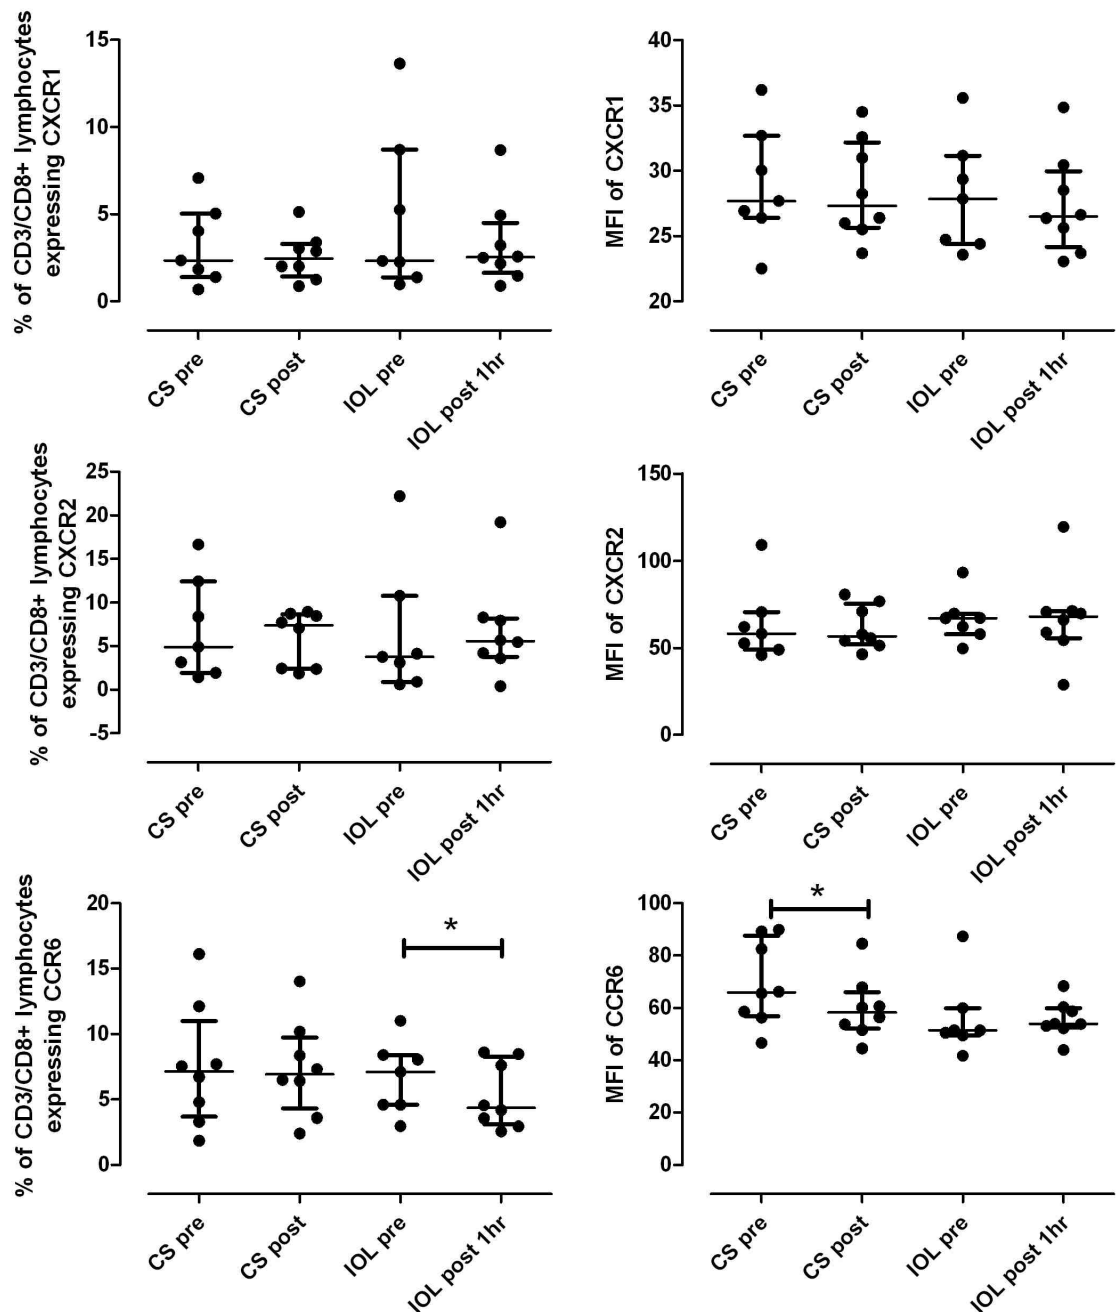 % of CD3/CD8+ lymphocytes
expressing CXCR1
15
10
5
0
CS pre
CS post
IOL pre
IOL post 1hr
MFI of CXCR1
40
35
30
25
20
CS pre
CS post
IOL pre
IOL post 1hr
% of CD3/CD8+ lymphocytes
expressing CXCR2
25
20
15
10
5
0
-5
CS pre
CS post
IOL pre
IOL post 1hr
MFI of CXCR2
150
100
50
0
CS pre
CS post
IOL pre
IOL post 1hr
% of CD3/CD8+ lymphocytes
expressing CCR6
20
15
10
5
0
*
CS pre
CS post
IOL pre
IOL post 1hr
MFI of CCR6
100
80
60
40
20
0
*
CS pre
CS post
IOL pre
IOL post 1hr